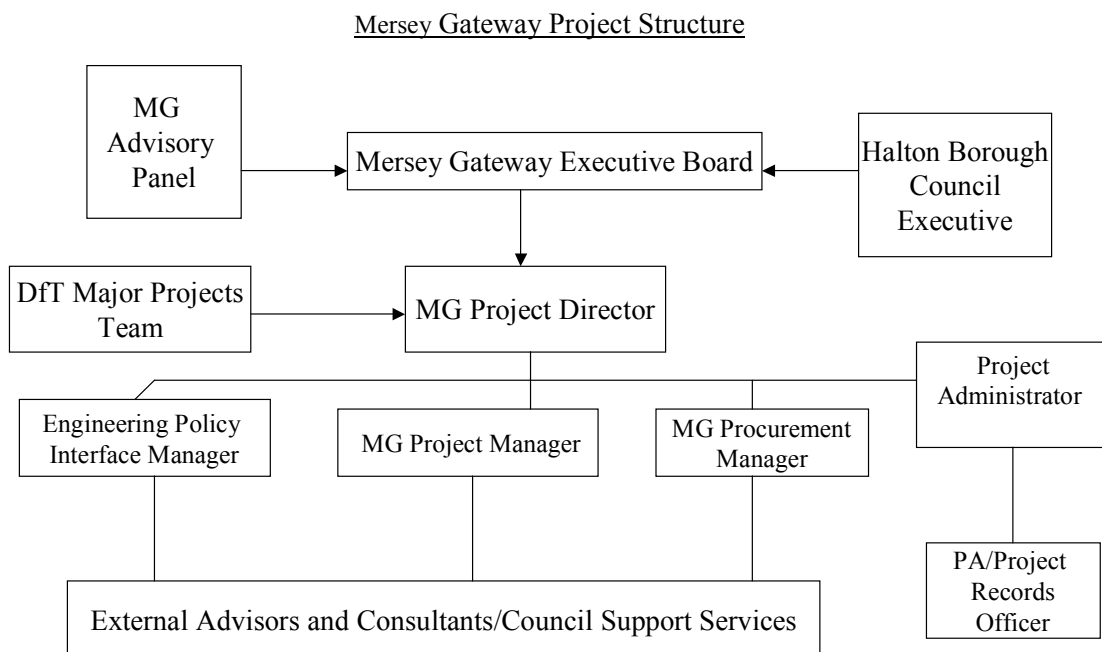 Mersey Gateway Project Structure
MG
Advisory
Panel
Mersey Gateway Executive Board
Halton Borough
Council
Executive
DfT Major Projects
Team
MG Project Director
Project
Administrator
Engineering Policy
Interface Manager
MG Project Manager
MG Procurement
Manager
PA/Project
Records
Officer
External Advisors and Consultants/Council Support Services